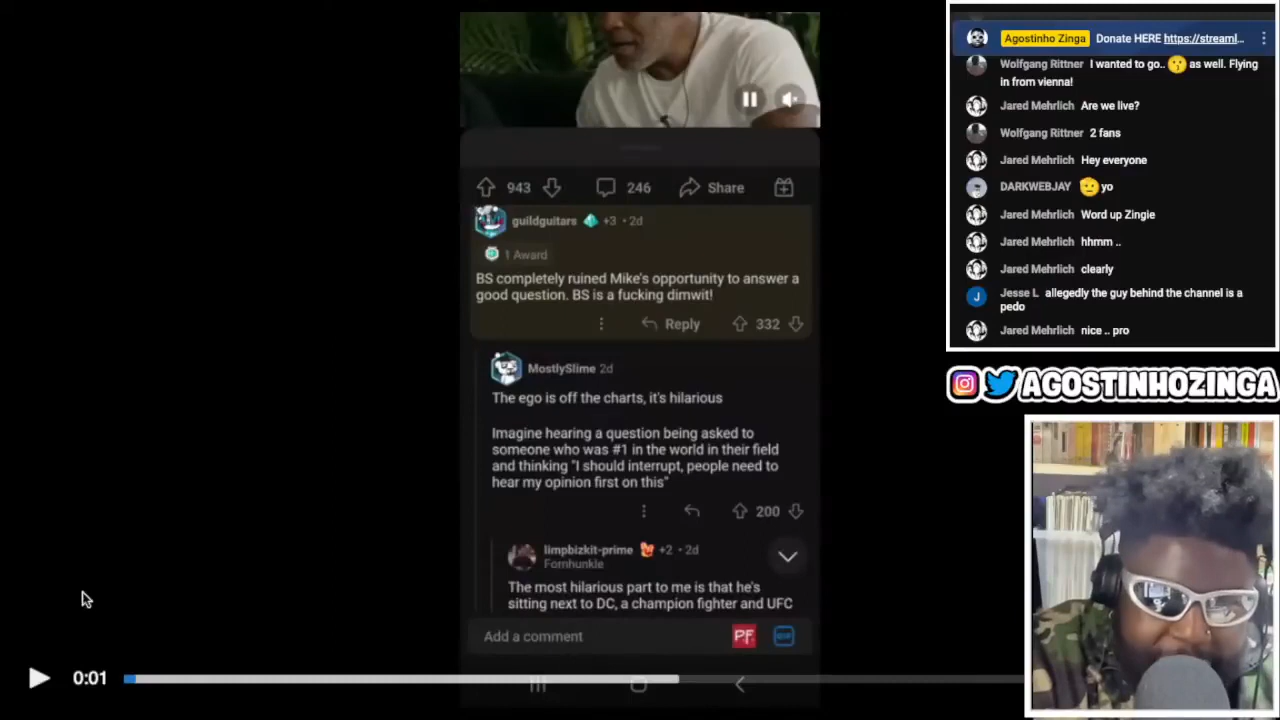 943
246
Share
guildguitars +3 • 2d
1 Award
BS completely ruined Mike's opportunity to answer a
good question. BS is a fucking dimwit!
Reply
332
MostlySlime 2d
The ego is off the charts, it's hilarious
Imagine hearing a question being asked to
someone who was #1 in the world in their field
and thinking "I should interrupt, people need to
hear my opinion first on this"
200
limpbizkit-prime +2 • 2d
Fornhunkle
The most hilarious part to me is that he's
sitting next to DC, a champion fighter and UFC
Add a comment
PF
GIF
0:01
Agostinho Zinga Donate HERE https://streaml...
Wolfgang Rittner I wanted to go.. 😗 as well. Flying
in from vienna!
Jared Mehrlich Are we live?
Wolfgang Rittner 2 fans
Jared Mehrlich Hey everyone
DARKWEBJAY 🫡 yo
Jared Mehrlich Word up Zingie
Jared Mehrlich hhmm ..
Jared Mehrlich clearly
J
Jesse L allegedly the guy behind the channel is a
pedo
Jared Mehrlich nice .. pro
AGOSTINHOZINGA